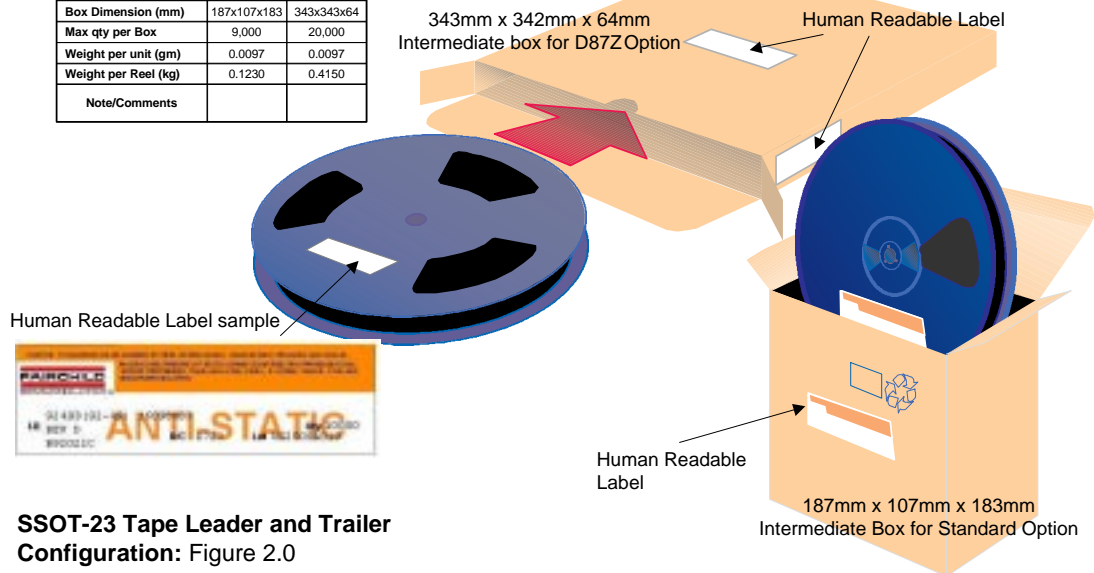 Box Dimension (mm) 187x107x183 343x343x64
Max qty per Box 9,000 20,000
Weight per unit (gm) 0.0097 0.0097
Weight per Reel (kg) 0.1230 0.4150
Note/Comments
343mm x 342mm x 64mm
Intermediate box for D87Z Option
Human Readable Label
Human Readable Label sample
FAIRCHILD
ANTI-STATIC
Human Readable
Label
187mm x 107mm x 183mm
Intermediate Box for Standard Option
SSOT-23 Tape Leader and Trailer
Configuration: Figure 2.0